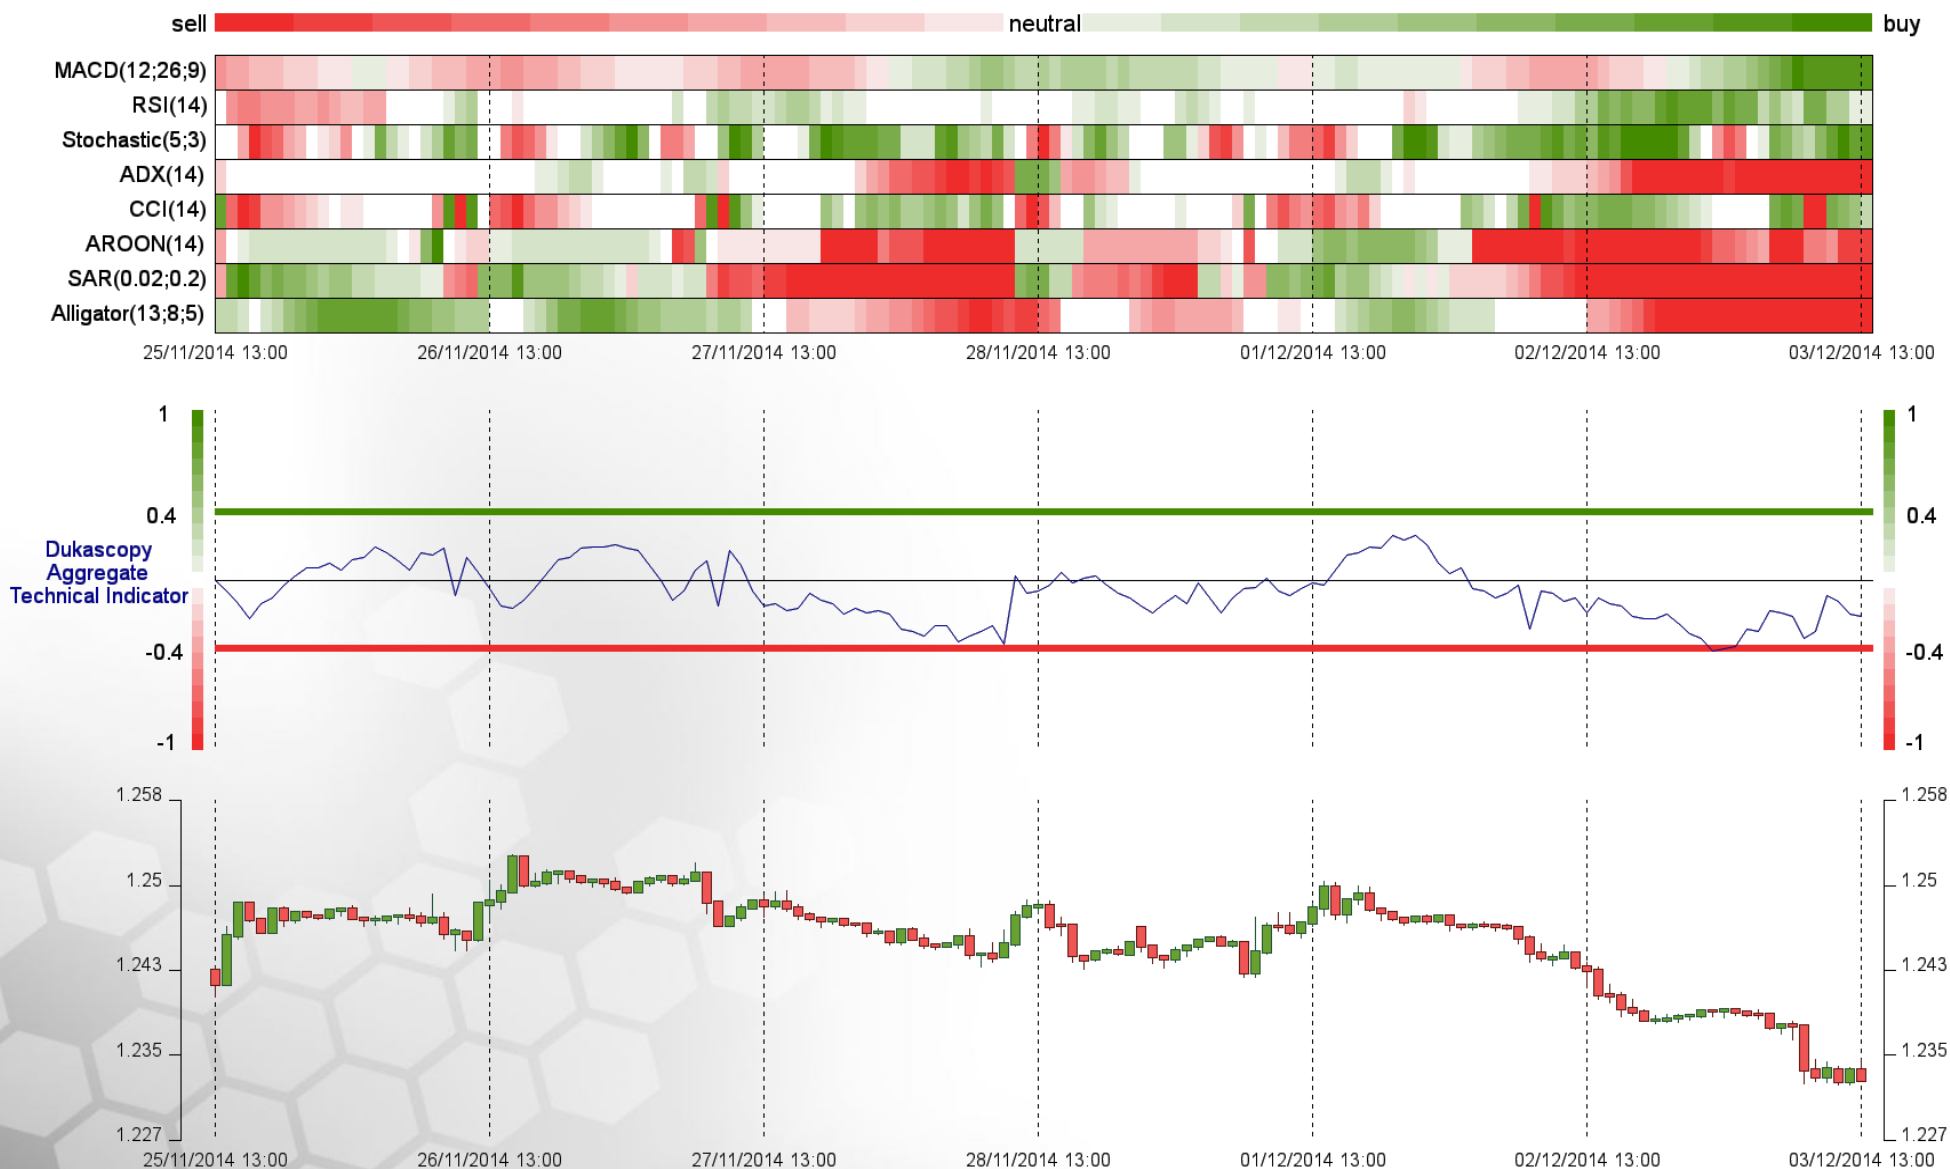 sell neutral buy
MACD(12;26;9)
RSI(14)
Stochastic(5;3)
ADX(14)
CCI(14)
AROON(14)
SAR(0.02;0.2)
Alligator(13;8;5)
25/11/2014 13:00 26/11/2014 13:00 27/11/2014 13:00 28/11/2014 13:00 01/12/2014 13:00 02/12/2014 13:00 03/12/2014 13:00
1 1
0.4 0.4
Dukascopy
Aggregate
Technical Indicator
-0.4 -0.4
-1 -1
1.258 1.258
1.25 1.25
1.243 1.243
1.235 1.235
1.227 1.227
25/11/2014 13:00 26/11/2014 13:00 27/11/2014 13:00 28/11/2014 13:00 01/12/2014 13:00 02/12/2014 13:00 03/12/2014 13:00